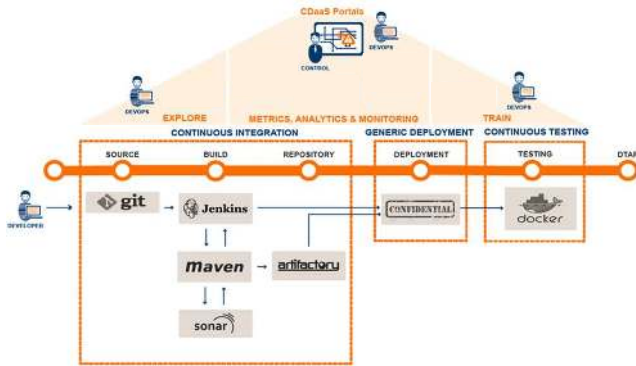 CDaaS Portals
DEVOPS
CONTROL
DEVOPS
DEVOPS
EXPLORE
METRICS, ANALYTICS & MONITORING
TRAIN
CONTINUOUS INTEGRATION
GENERIC DEPLOYMENT
CONTINUOUS TESTING
SOURCE
BUILD
REPOSITORY
DEPLOYMENT
TESTING
DTAP
DEVELOPER
git
Jenkins
CONFIDENTIAL
docker
maven
artifactory
sonar